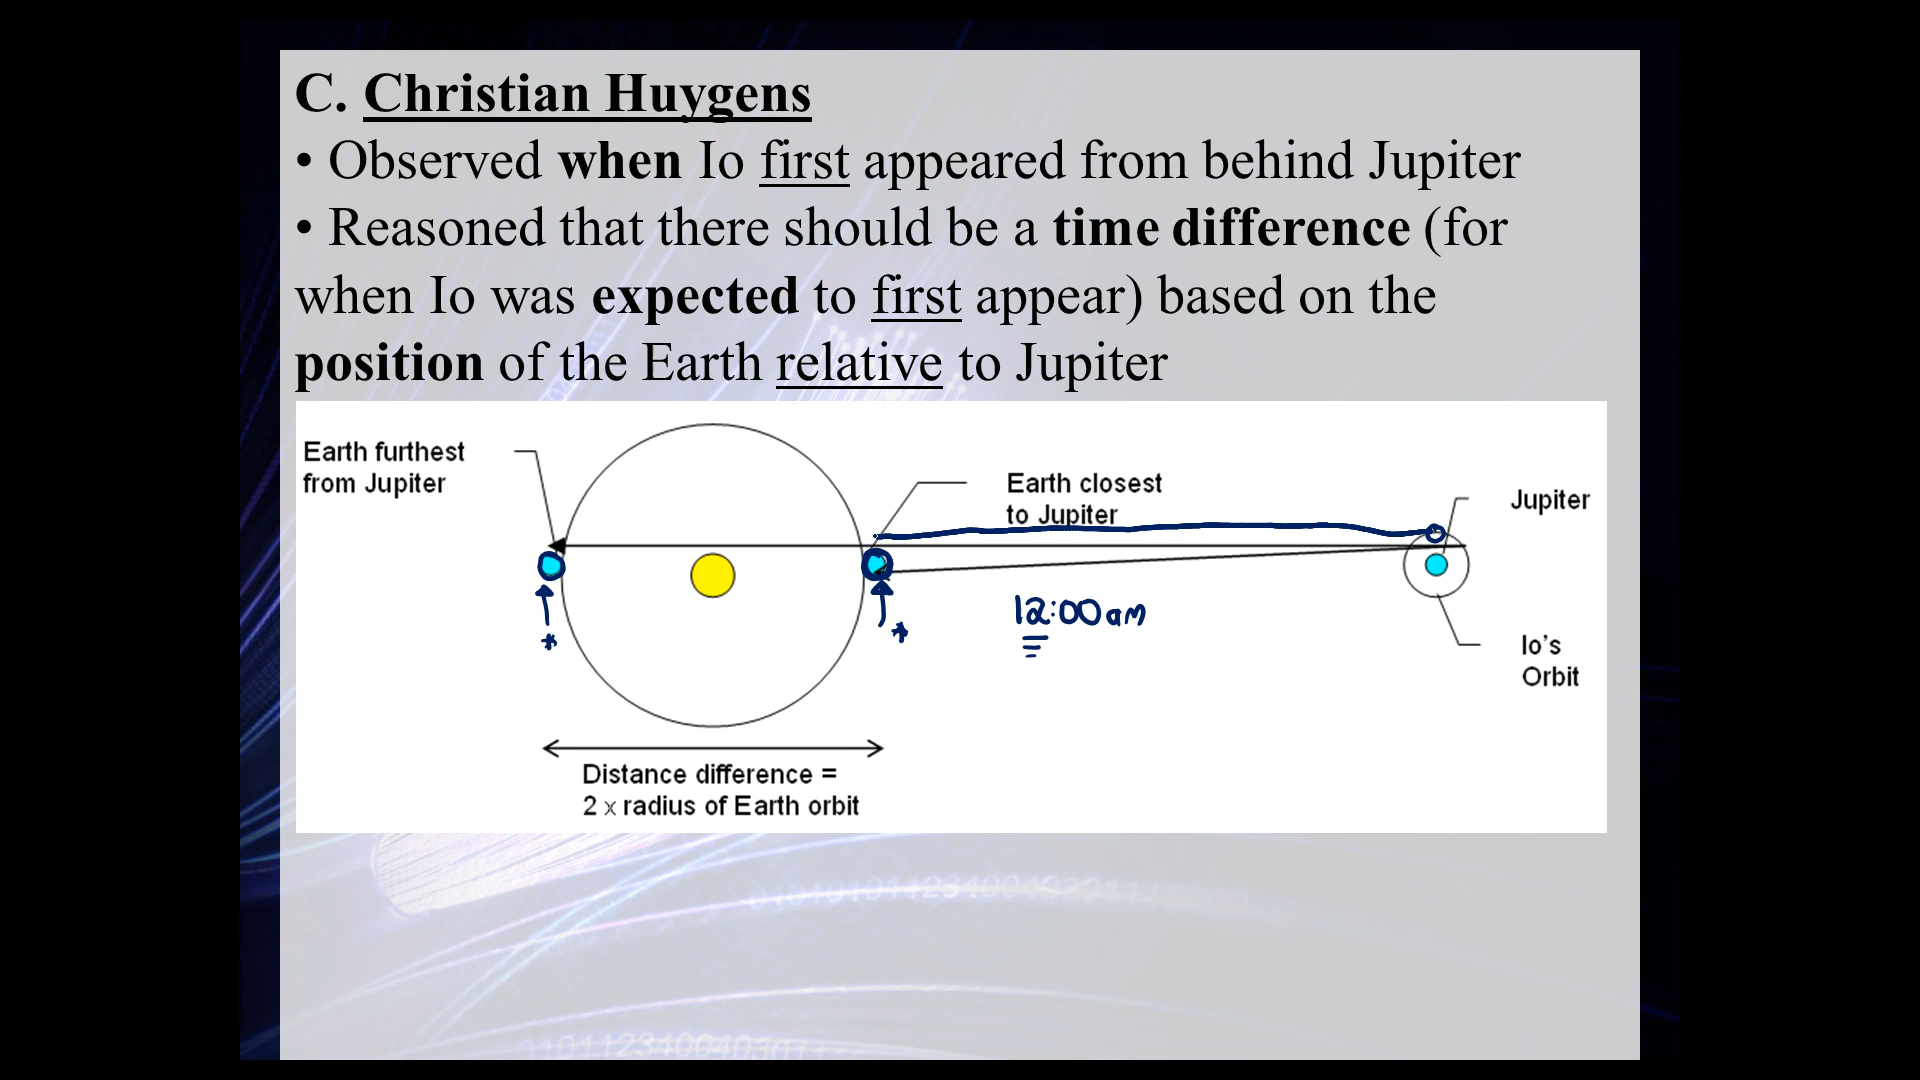 C. Christian Huygens
• Observed when Io first appeared from behind Jupiter
• Reasoned that there should be a time difference (for
when Io was expected to first appear) based on the
position of the Earth relative to Jupiter
Earth furthest
from Jupiter
Earth closest
to Jupiter
Jupiter
12:00am
Io's
Orbit
Distance difference =
2 x radius of Earth orbit